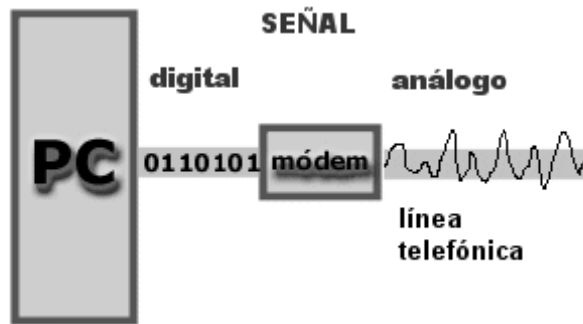 SEÑAL
digital
análogo
PC
0110101
módem
línea
telefónica